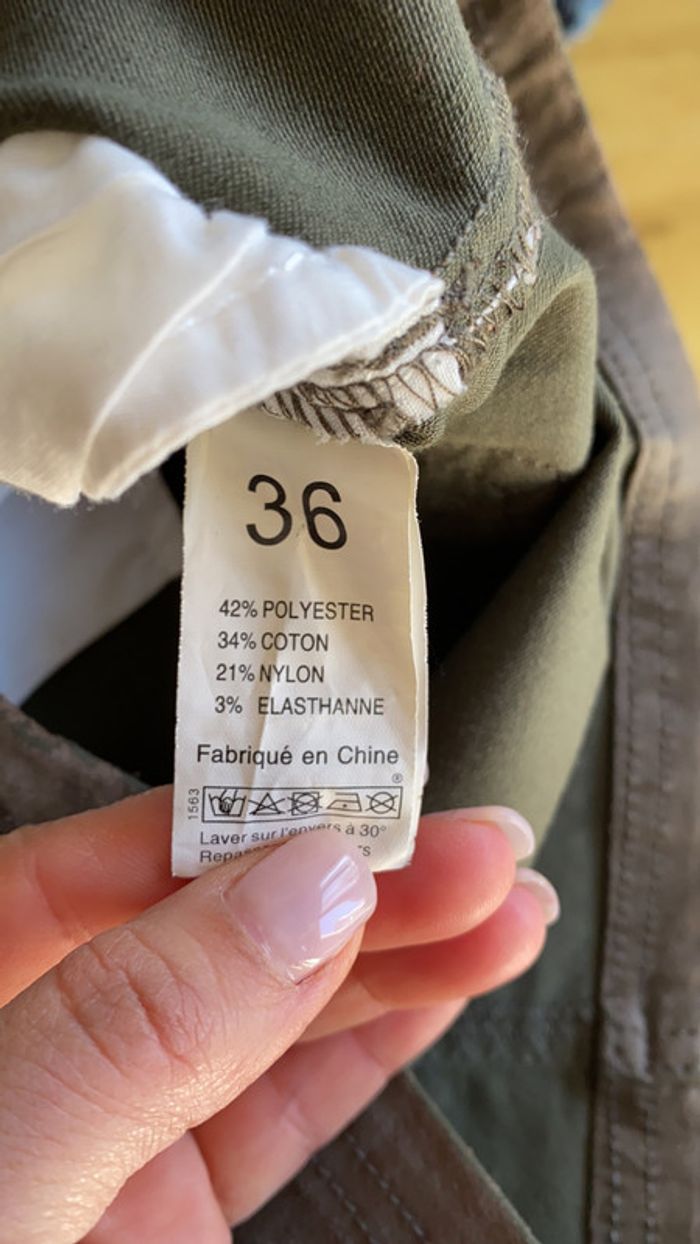 36
42% POLYESTER
34% COTON
21% NYLON
3% ELASTHANNE
Fabriqué en Chine
®
1563
Laver sur l'envers à 30°